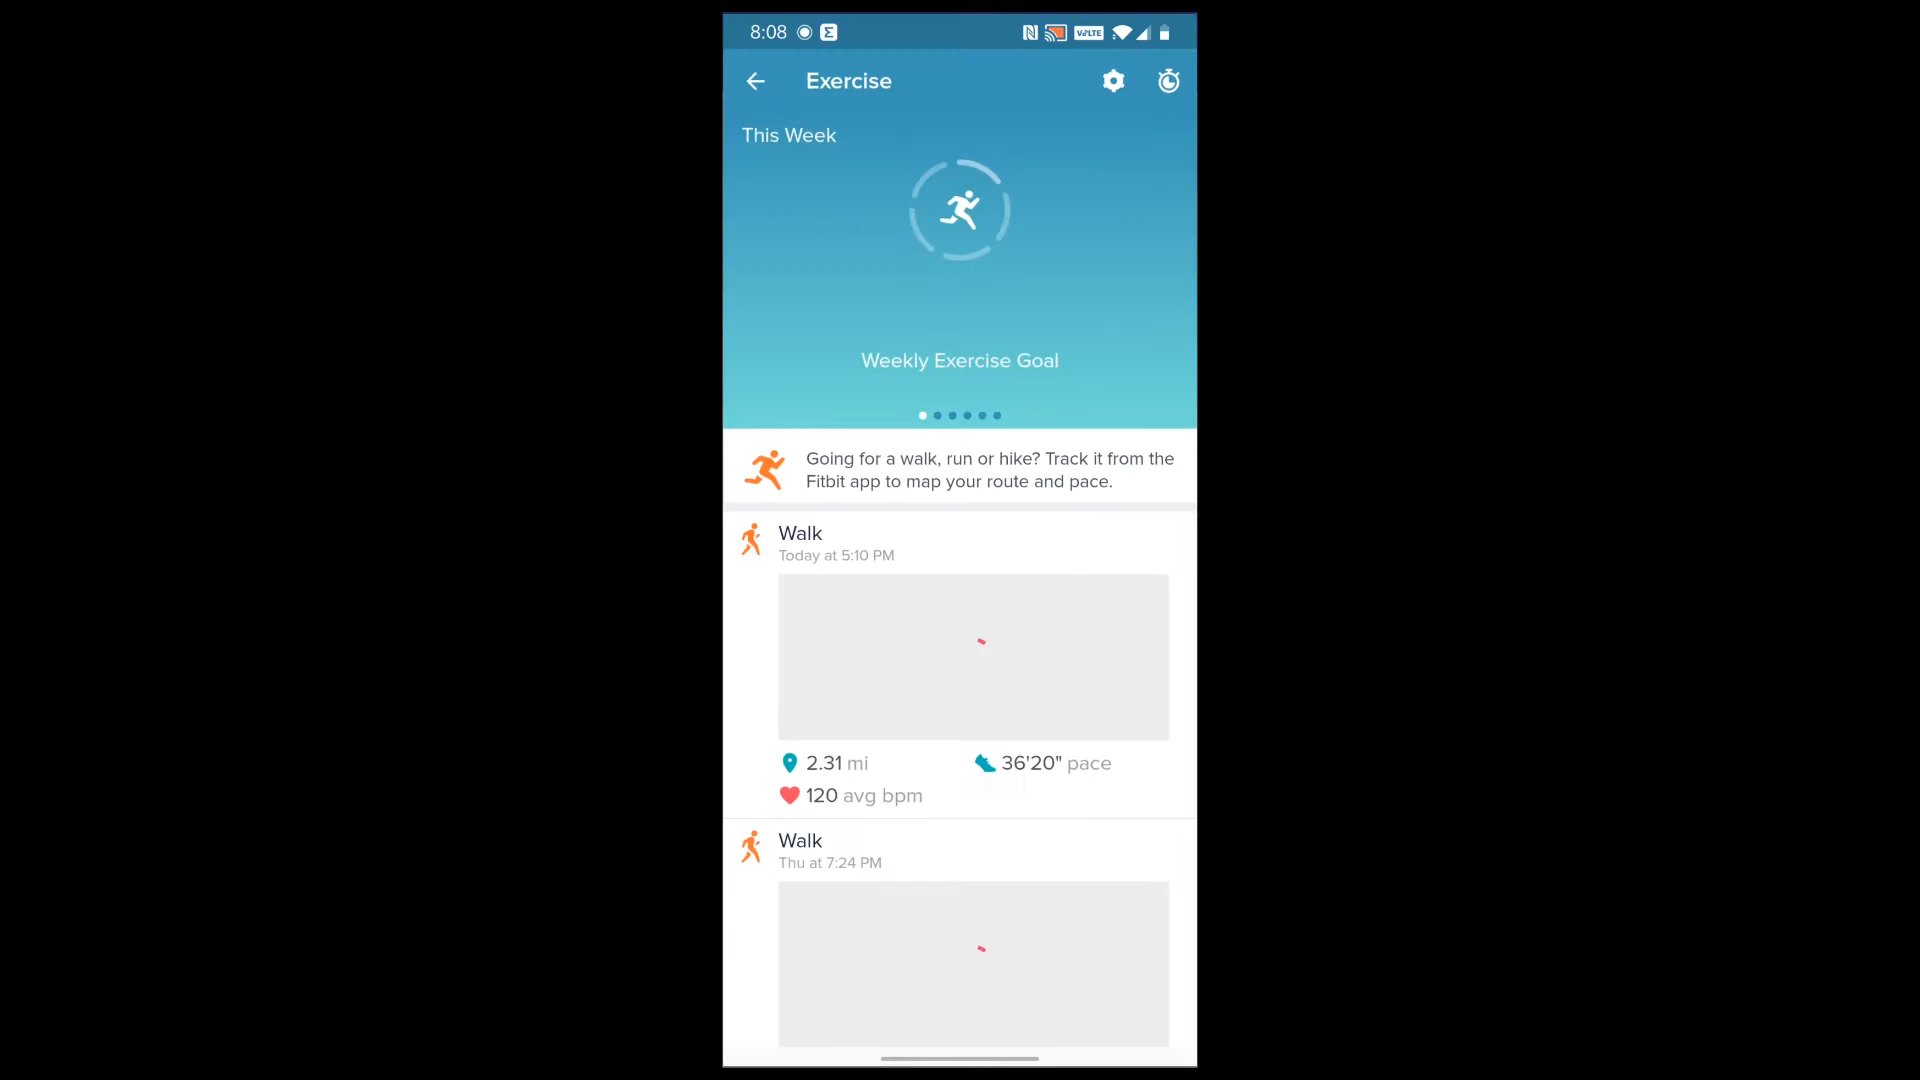 8:08
VoLTE
Exercise
This Week
Weekly Exercise Goal
Going for a walk, run or hike? Track it from the
Fitbit app to map your route and pace.
Walk
Today at 5:10 PM
2.31 mi 36'20" pace
120 avg bpm
Walk
Thu at 7:24 PM